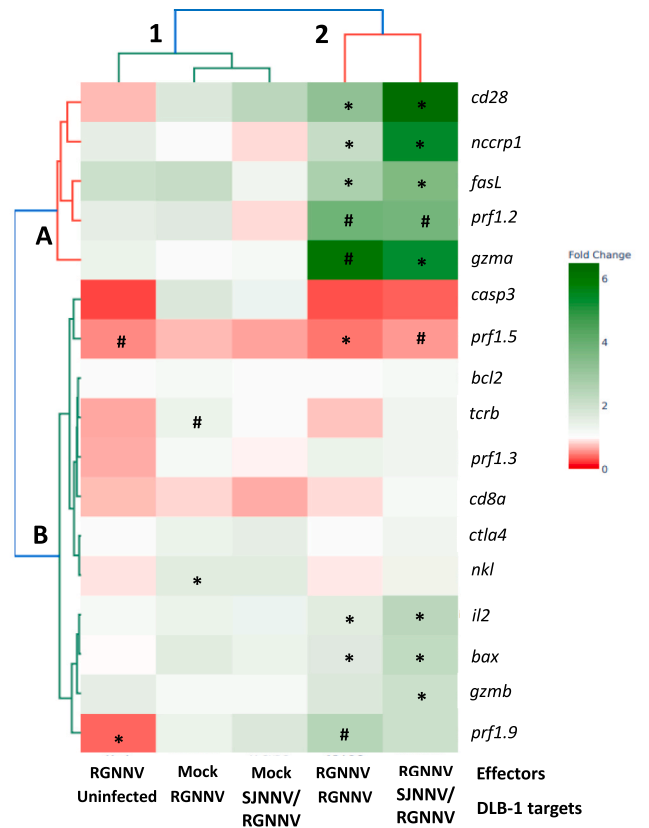 1
2
A
B
cd28
* *
nccrp1
* *
fasL
* *
prf1.2
# #
gzma
# *
casp3
prf1.5
# * #
bcl2
tcrb
#
prf1.3
cd8a
ctla4
nkl
*
il2
* *
bax
* *
gzmb
*
prf1.9
* #
Fold Change
6
4
2
0
RGNNV Mock Mock RGNNV RGNNV Effectors
Uninfected RGNNV SJNNV/ RGNNV SJNNV/ DLB-1 targets
RGNNV RGNNV